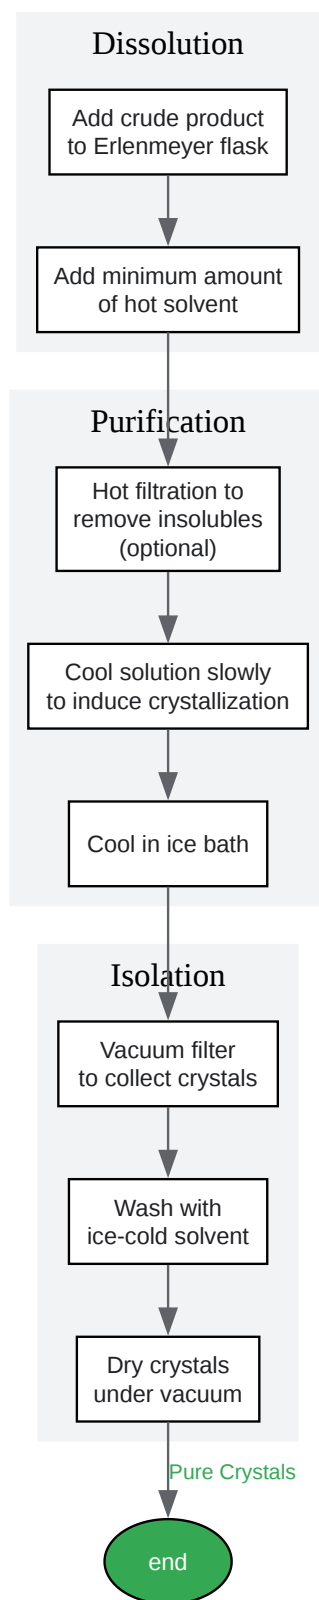 Dissolution
Add crude product
to Erlenmeyer flask
Add minimum amount
of hot solvent
Purification
Hot filtration to
remove insolubles
(optional)
Cool solution slowly
to induce crystallization
Cool in ice bath
Isolation
Vacuum filter
to collect crystals
Wash with
ice-cold solvent
Dry crystals
under vacuum
Pure Crystals
end